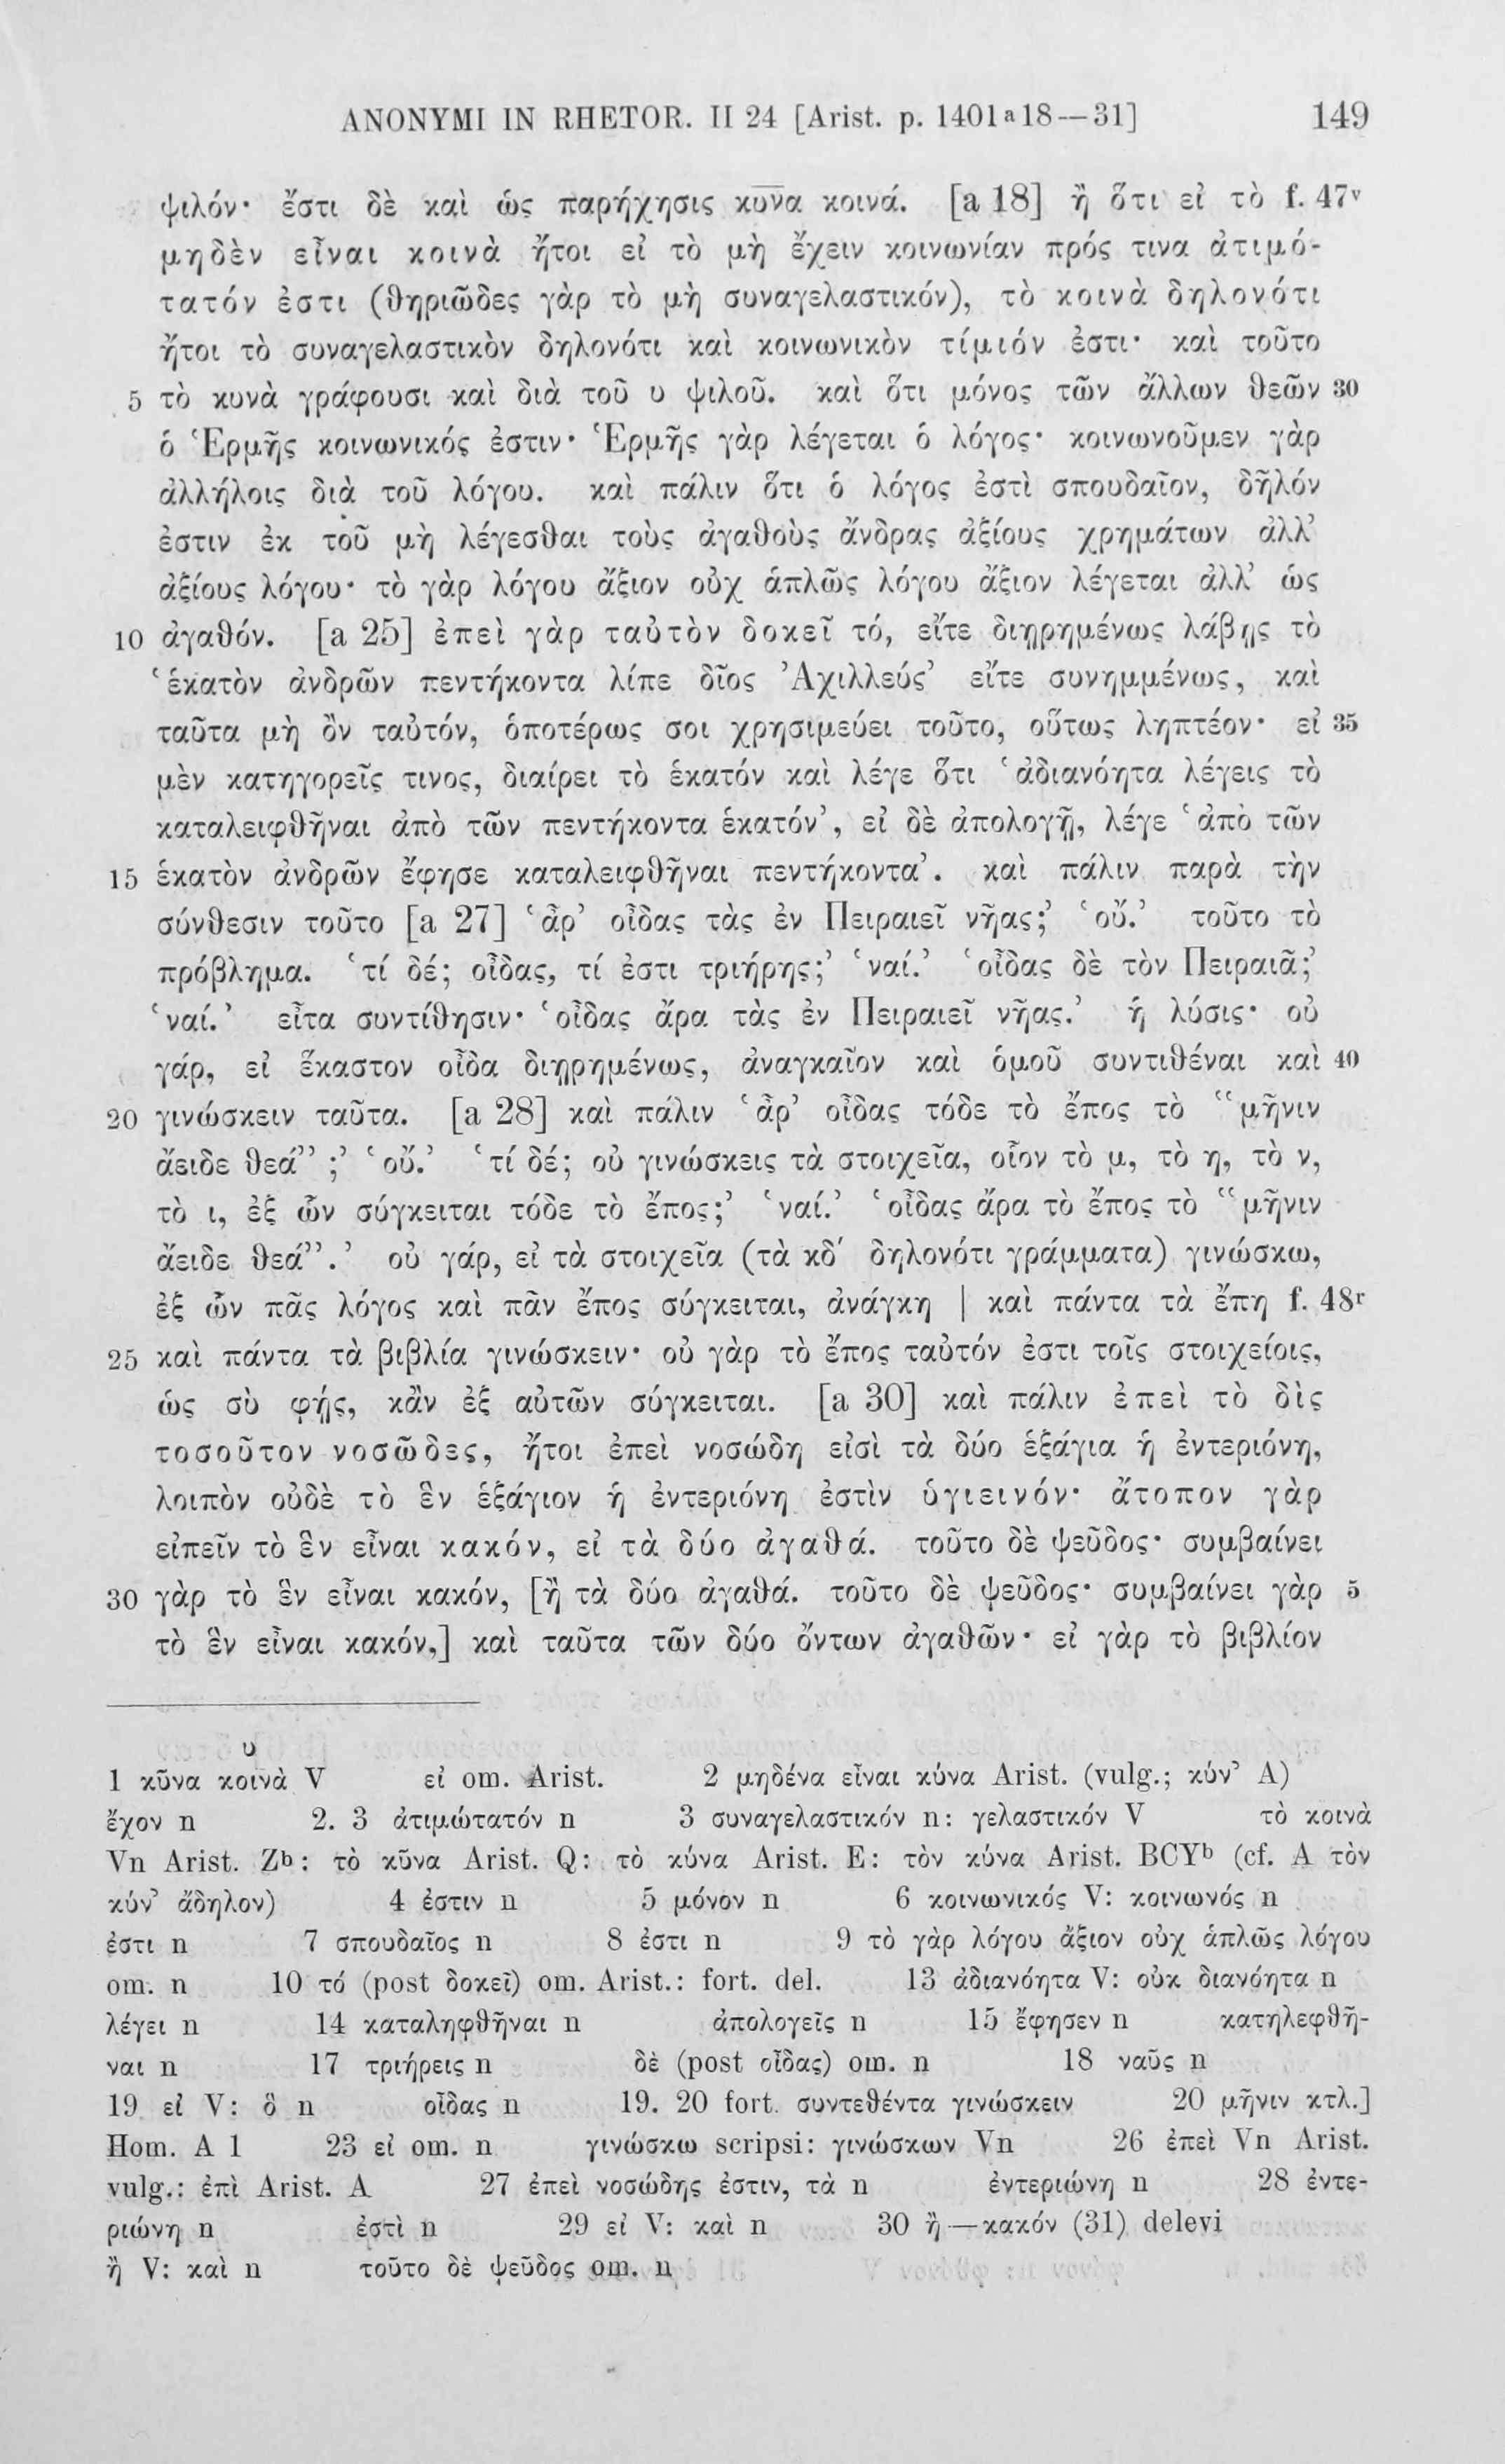 ANONYMI IN RHETOR. II 24 [Arist. p. 1401a18—31] 149
ψιλόν· ἔστι δὲ καὶ ὡς παρήχησις κυνα κοινά. [a 18] ἢ ὅτι εἰ τὸ f. 47v
μηδὲν εἶναι κοινὰ ἤτοι εἰ τὸ μὴ ἔχειν κοινωνίαν πρός τινα ἀτιμό-
τατόν ἐστι (θηριῶδες γὰρ τὸ μὴ συναγελαστικόν), τὸ κοινὰ δηλονότι
ἤτοι τὸ συναγελαστικὸν δηλονότι καὶ κοινωνικὸν τίμιόν ἐστι· καὶ τοῦτο
5 τὸ κυνὰ γράφουσι καὶ διὰ τοῦ υ ψιλοῦ. καὶ ὅτι μόνος τῶν ἄλλων θεῶν 30
ὁ Ἑρμῆς κοινωνικός ἐστιν· Ἑρμῆς γὰρ λέγεται ὁ λόγος· κοινωνοῦμεν γὰρ
ἀλλήλοις διὰ τοῦ λόγου. καὶ πάλιν ὅτι ὁ λόγος ἐστὶ σπουδαῖον, δῆλόν
ἐστιν ἐκ τοῦ μὴ λέγεσθαι τοὺς ἀγαθοὺς ἄνδρας ἀξίους χρημάτων ἀλλ’
ἀξίους λόγου· τὸ γὰρ λόγου ἄξιον οὐχ ἁπλῶς λόγου ἄξιον λέγεται ἀλλ’ ὡς
10 ἀγαθόν. [a 25] ἐπεὶ γὰρ ταὐτὸν δοκεῖ τό, εἴτε διῃρημένως λάβῃς τὸ
‘ἑκατὸν ἀνδρῶν πεντήκοντα λίπε δῖος Ἀχιλλεύς’ εἴτε συνημμένως, καὶ
ταῦτα μὴ ὂν ταὐτόν, ὁποτέρως σοι χρησιμεύει τοῦτο, οὕτως ληπτέον· εἰ 35
μὲν κατηγορεῖς τινος, διαίρει τὸ ἑκατόν καὶ λέγε ὅτι ‘ἀδιανόητα λέγεις τὸ
καταλειφθῆναι ἀπὸ τῶν πεντήκοντα ἑκατόν’, εἰ δὲ ἀπολογῇ, λέγε ‘ἀπὸ τῶν
15 ἑκατὸν ἀνδρῶν ἔφησε καταλειφθῆναι πεντήκοντα’. καὶ πάλιν παρὰ τὴν
σύνθεσιν τοῦτο [a 27] ‘ἆρ’ οἶδας τὰς ἐν Πειραιεῖ νῆας;’ ‘οὔ.’ τοῦτο τὸ
πρόβλημα. ‘τί δέ; οἶδας, τί ἐστι τριήρης;’ ‘ναί.’ ‘οἶδας δὲ τὸν Πειραιᾶ;’
‘ναί.’ εἶτα συντίθησιν· ‘οἶδας ἄρα τὰς ἐν Πειραιεῖ νῆας.’ ἡ λύσις· οὐ
γάρ, εἰ ἕκαστον οἶδα διῃρημένως, ἀναγκαῖον καὶ ὁμοῦ συντιθέναι καὶ 40
20 γινώσκειν ταῦτα. [a 28] καὶ πάλιν ‘ἆρ’ οἶδας τόδε τὸ ἔπος τὸ “μῆνιν
ἄειδε θεά” ;’ ‘οὔ.’ ‘τί δέ; οὐ γινώσκεις τὰ στοιχεῖα, οἷον τὸ μ, τὸ η, τὸ ν,
τὸ ι, ἐξ ὧν σύγκειται τόδε τὸ ἔπος;’ ‘ναί.’ ‘οἶδας ἄρα τὸ ἔπος τὸ “μῆνιν
ἄειδε θεά”.’ οὐ γάρ, εἰ τὰ στοιχεῖα (τὰ κδ′ δηλονότι γράμματα) γινώσκω,
ἐξ ὧν πᾶς λόγος καὶ πᾶν ἔπος σύγκειται, ἀνάγκη | καὶ πάντα τὰ ἔπη f. 48r
25 καὶ πάντα τὰ βιβλία γινώσκειν· οὐ γὰρ τὸ ἔπος ταὐτόν ἐστι τοῖς στοιχείοις,
ὡς σὺ φῄς, κἂν ἐξ αὐτῶν σύγκειται. [a 30] καὶ πάλιν ἐπεὶ τὸ δὶς
τοσοῦτον νοσῶδες, ἤτοι ἐπεὶ νοσώδη εἰσὶ τὰ δύο ἑξάγια ἡ ἐντεριόνη,
λοιπὸν οὐδὲ τὸ ἓν ἑξάγιον ἡ ἐντεριόνη ἐστὶν ὑγιεινόν· ἄτοπον γὰρ
εἰπεῖν τὸ ἓν εἶναι κακόν, εἰ τὰ δύο ἀγαθά. τοῦτο δὲ ψεῦδος· συμβαίνει
30 γὰρ τὸ ἓν εἶναι κακόν, [ἢ τὰ δύο ἀγαθά. τοῦτο δὲ ψεῦδος· συμβαίνει γὰρ 5
τὸ ἓν εἶναι κακόν,] καὶ ταῦτα τῶν δύο ὄντων ἀγαθῶν· εἰ γὰρ τὸ βιβλίον
υ
1 κῦνα κοινὰ V εἰ om. Arist. 2 μηδένα εἶναι κύνα Arist. (vulg.; κύν’ A)
ἔχον n 2. 3 ἀτιμώτατόν n 3 συναγελαστικόν n: γελαστικόν V τὸ κοινὰ
Vn Arist. Zb: τὸ κῦνα Arist. Q: τὸ κύνα Arist. E: τὸν κύνα Arist. BCYb (cf. A τὸν
κύν’ ἄδηλον) 4 ἐστιν n 5 μόνον n 6 κοινωνικός V: κοινωνός n
ἐστι n 7 σπουδαῖος n 8 ἐστι n 9 τὸ γὰρ λόγου ἄξιον οὐχ ἁπλῶς λόγου
om. n 10 τό (post δοκεῖ) om. Arist.: fort. del. 13 ἀδιανόητα V: οὐκ διανόητα n
λέγει n 14 καταληφθῆναι n ἀπολογεῖς n 15 ἔφησεν n κατηλεφθῆ-
ναι n 17 τριήρεις n δὲ (post οἶδας) om. n 18 ναῦς n
19 εἰ V: ὃ n οἶδας n 19. 20 fort. συντεθέντα γινώσκειν 20 μῆνιν κτλ.]
Hom. A 1 23 εἰ om. n γινώσκω scripsi: γινώσκων Vn 26 ἐπεὶ Vn Arist.
vulg.: ἐπὶ Arist. A 27 ἐπεὶ νοσώδης ἐστιν, τὰ n ἐντεριώνη n 28 ἐντε-
ριώνη n ἐστὶ n 29 εἰ V: καὶ n 30 ἢ — κακόν (31) delevi
ἢ V: καὶ n τοῦτο δὲ ψεῦδος om. n